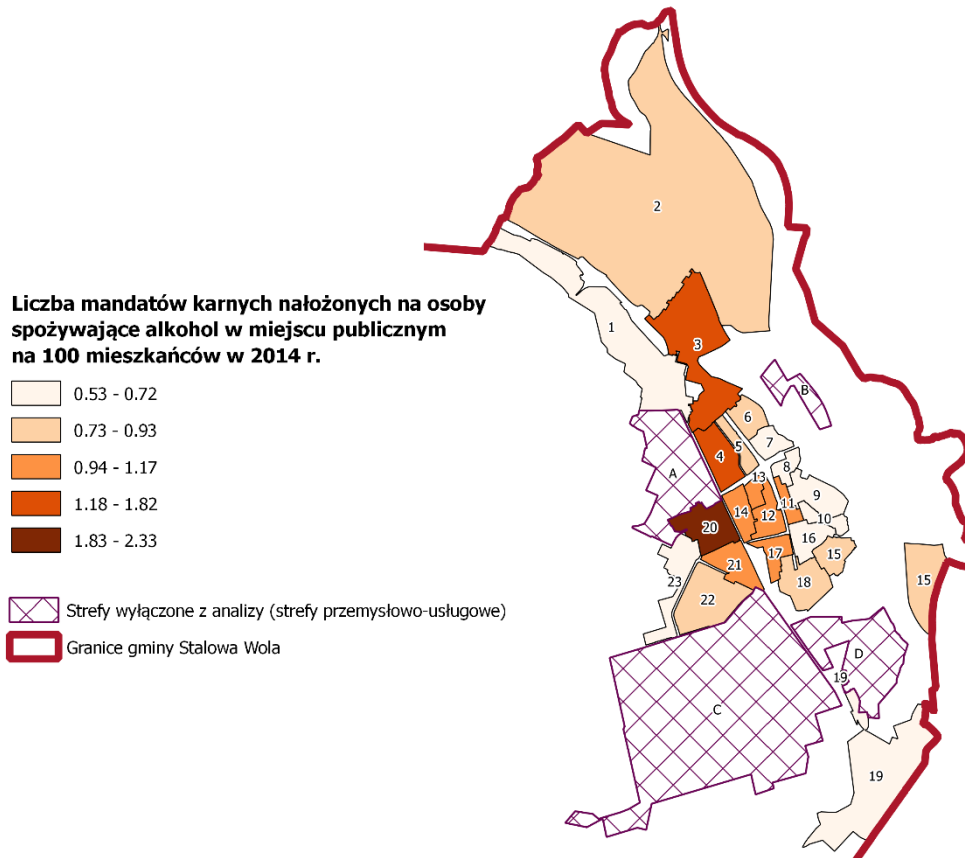 Liczba mandatów karnych nałożonych na osoby
spożywające alkohol w miejscu publicznym
na 100 mieszkańców w 2014 r.
0.53 - 0.72
0.73 - 0.93
0.94 - 1.17
1.18 - 1.82
1.83 - 2.33
Strefy wyłączone z analizy (strefy przemysłowo-usługowe)
Granice gminy Stalowa Wola
2
1
3
B
6
5
7
4
8
A
13
9
11
14
12
10
20
16
17
15
21
23
18
15
22
D
19
C
19